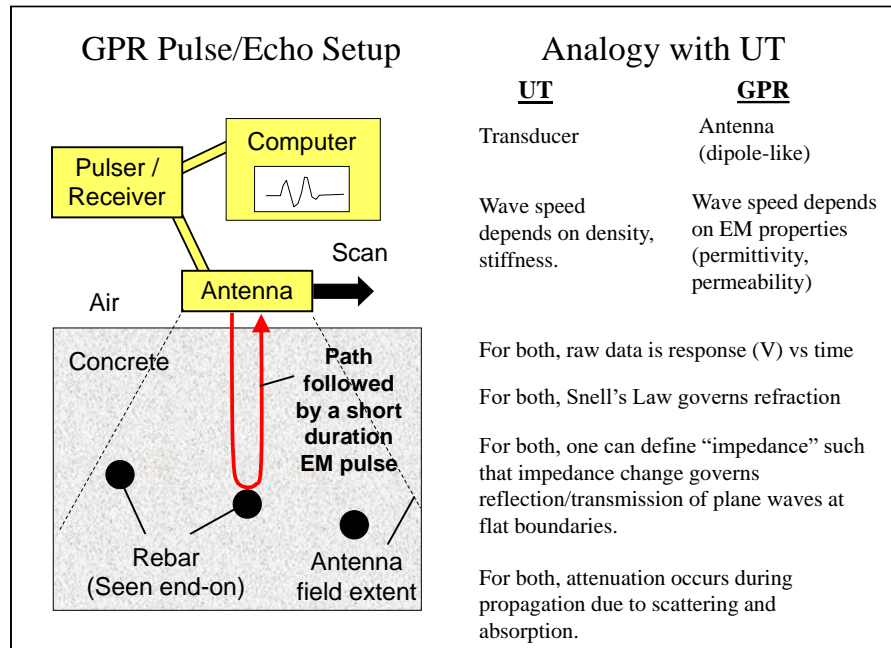 GPR Pulse/Echo Setup
Computer
Pulser /
Receiver
Scan
Antenna
Air
Concrete
Path
followed
by a short
duration
EM pulse
Rebar
(Seen end-on)
Antenna
field extent
Analogy with UT
UT
GPR
Transducer
Antenna
(dipole-like)
Wave speed
depends on density,
stiffness.
Wave speed depends
on EM properties
(permittivity,
permeability)
For both, raw data is response (V) vs time
For both, Snell’s Law governs refraction
For both, one can define “impedance” such
that impedance change governs
reflection/transmission of plane waves at
flat boundaries.
For both, attenuation occurs during
propagation due to scattering and
absorption.